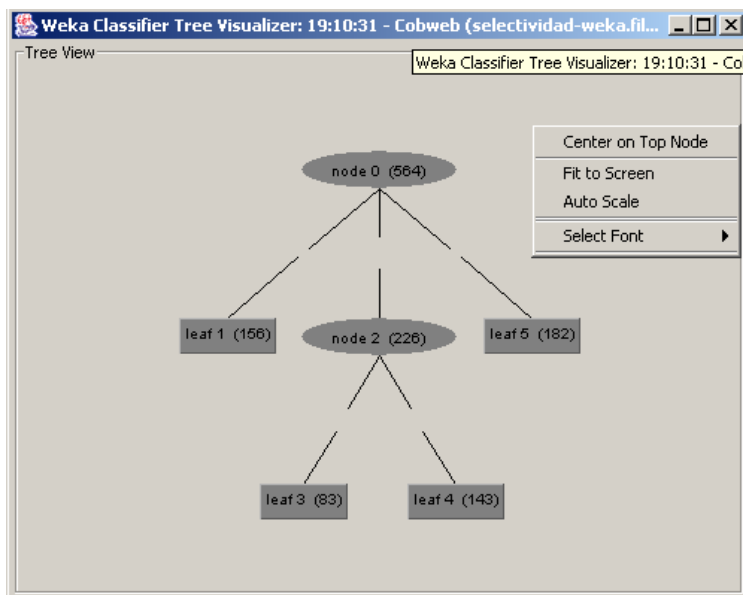 Weka Classifier Tree Visualizer: 19:10:31 - Cobweb (selectividad-weka.fil...
Tree View
Weka Classifier Tree Visualizer: 19:10:31 - Co
Center on Top Node
node 0 (564)
Fit to Screen
Auto Scale
Select Font
leaf 1 (156)
node 2 (226)
leaf 5 (182)
leaf 3 (83)
leaf 4 (143)